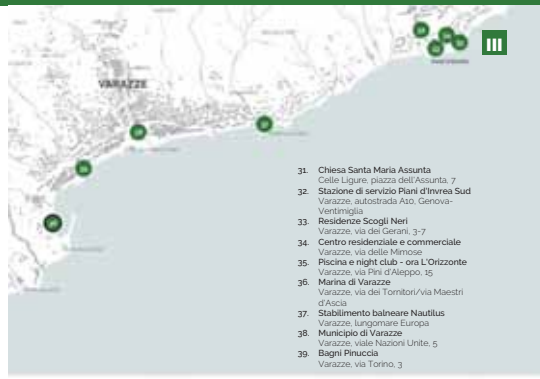 III
VARAZZE
31. Chiesa Santa Maria Assunta
Celle Ligure, piazza dell'Assunta, 7
32. Stazione di servizio Piani d'Invrea Sud
Varazze, autostrada A10, Genova-
Ventimiglia
33. Residenze Scogli Neri
Varazze, via dei Gerani, 3-7
34. Centro residenziale e commerciale
Varazze, via delle Mimose
35. Piscina e night club - ora L'Orizzonte
Varazze, via Pini d'Aleppo, 15
36. Marina di Varazze
Varazze, via dei Tornitori/via Maestri
d'Ascia
37. Stabilimento balneare Nautilus
Varazze, lungomare Europa
38. Municipio di Varazze
Varazze, viale Nazioni Unite, 5
39. Bagni Pinuccia
Varazze, via Torino, 3